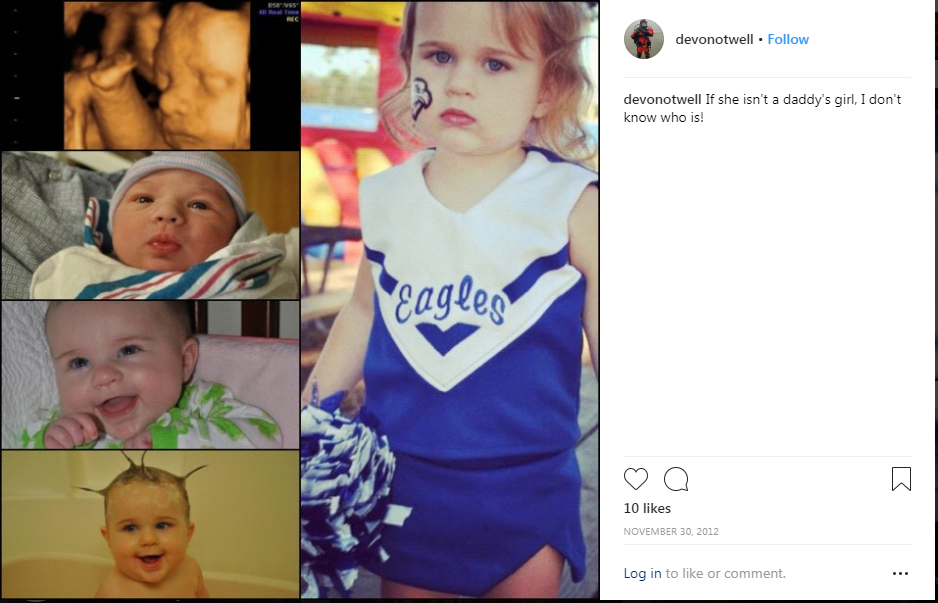 D50°/V65°
4D Real Time
REC
Eagles
devonotwell • Follow
devonotwell If she isn't a daddy's girl, I don't
know who is!
10 likes
NOVEMBER 30, 2012
Log in to like or comment.